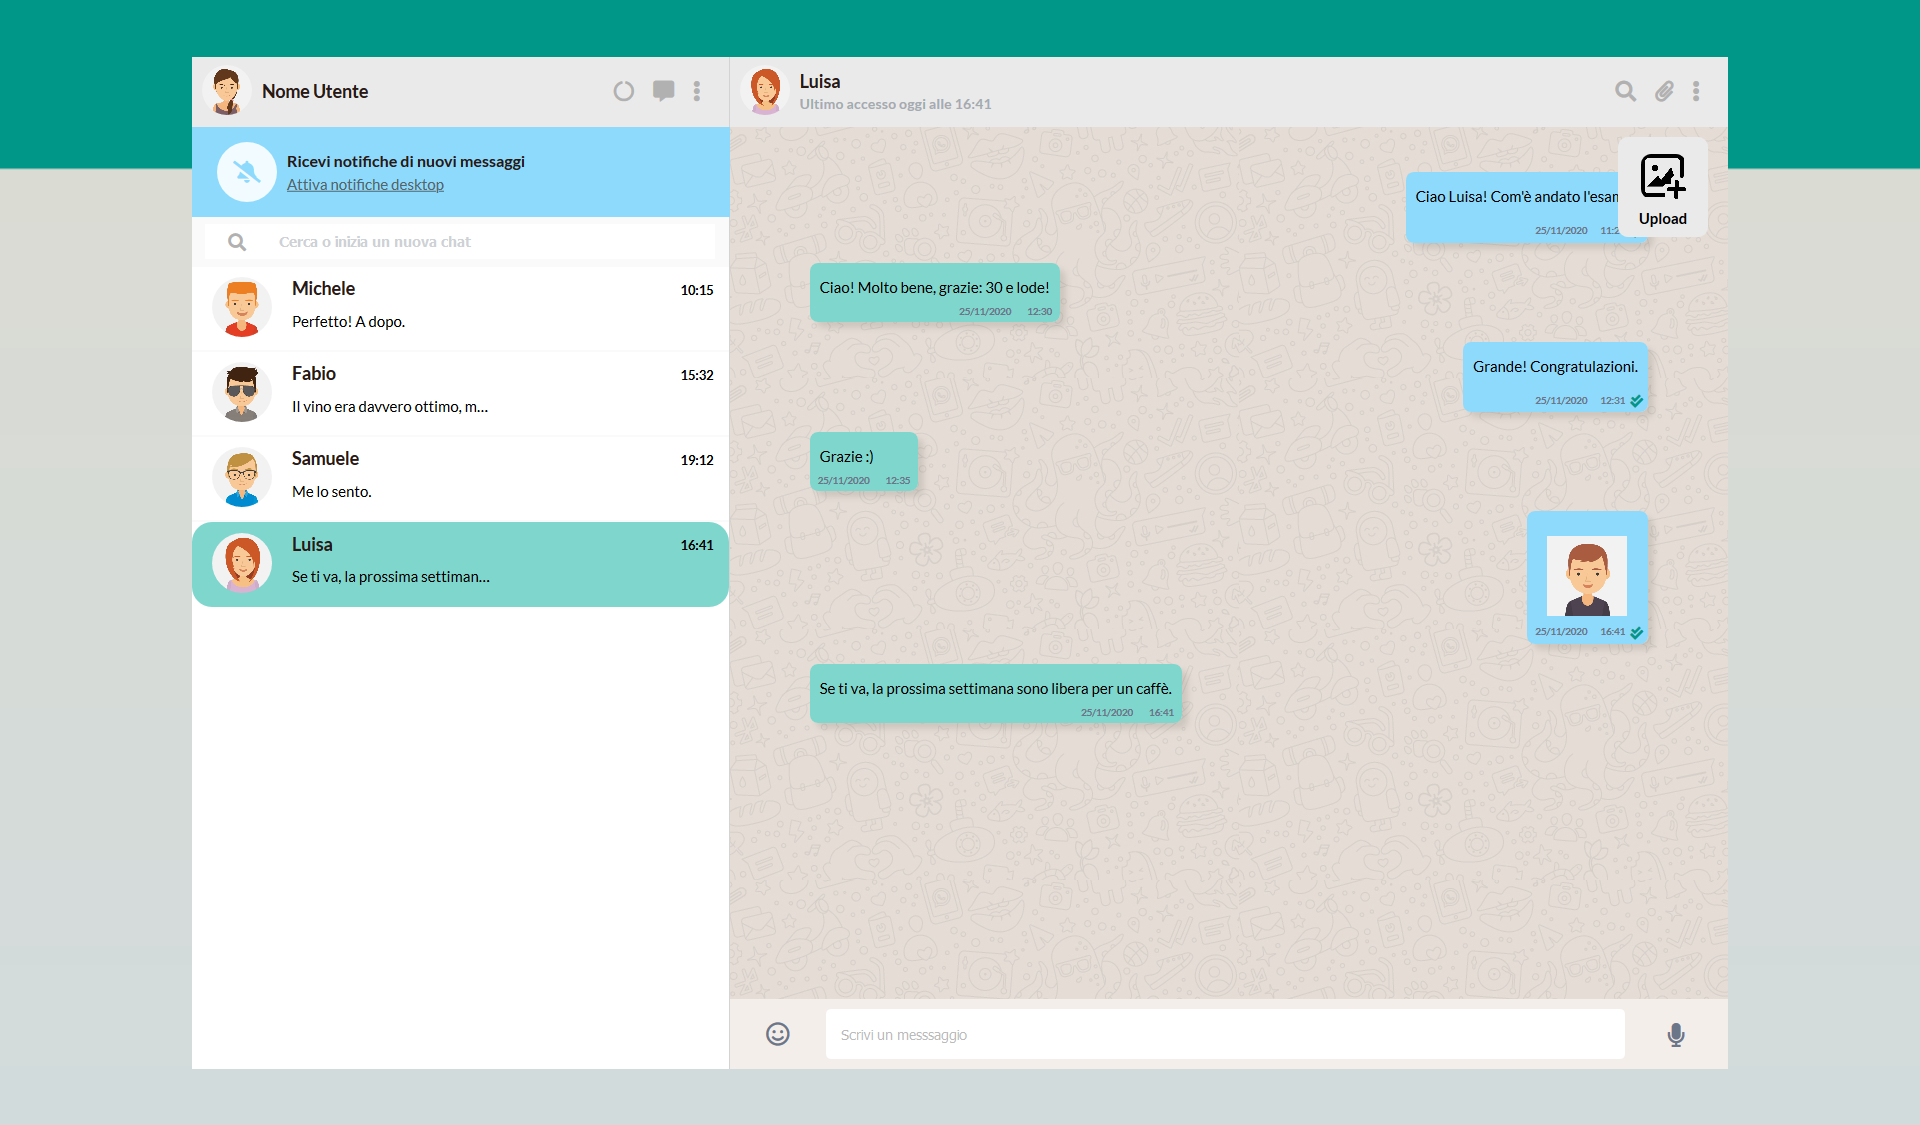 Nome Utente
Ricevi notifiche di nuovi messaggi
Attiva notifiche desktop
Cerca o inizia un nuova chat
Michele
10:15
Perfetto! A dopo.
Fabio
15:32
Il vino era davvero ottimo, m...
Samuele
19:12
Me lo sento.
Luisa
16:41
Se ti va, la prossima settiman...
Luisa
Ultimo accesso oggi alle 16:41
Upload
Ciao Luisa! Com'è andato l'esam
25/11/2020
Ciao! Molto bene, grazie: 30 e lode!
25/11/2020 12:30
Grande! Congratulazioni.
25/11/2020 12:31
Grazie :)
25/11/2020 12:35
25/11/2020 16:41
Se ti va, la prossima settimana sono libera per un caffè.
25/11/2020 16:41
Scrivi un messsaggio